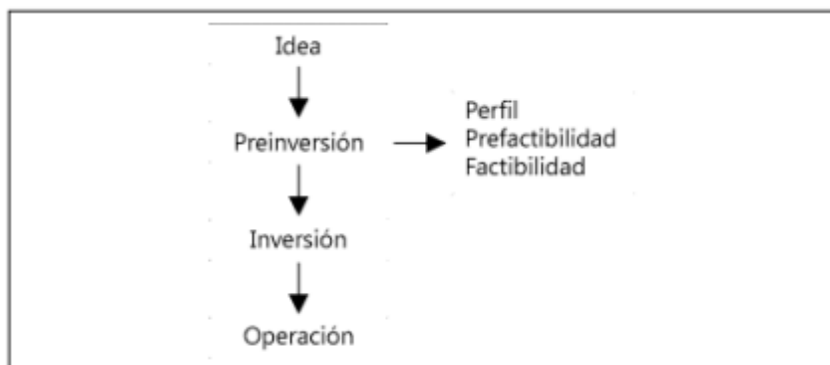 Idea
Preinversión
Perfil
Prefactibilidad
Factibilidad
Inversión
Operación